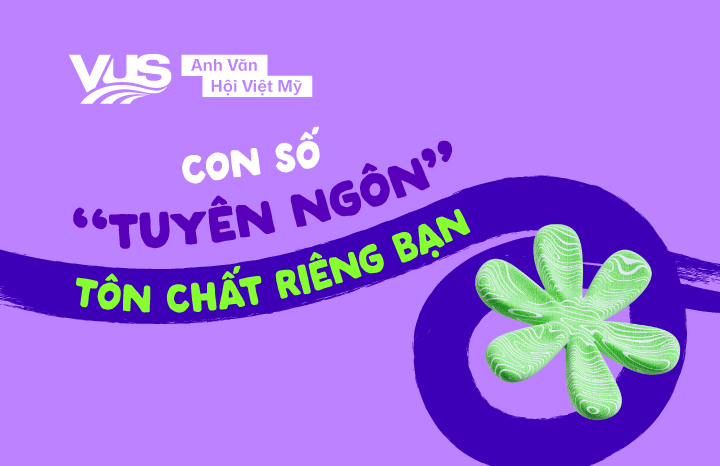 VUS
Anh Văn
Hội Việt Mỹ
CON SỐ
“TUYÊN NGÔN”
TÔN CHẤT RIÊNG BẠN